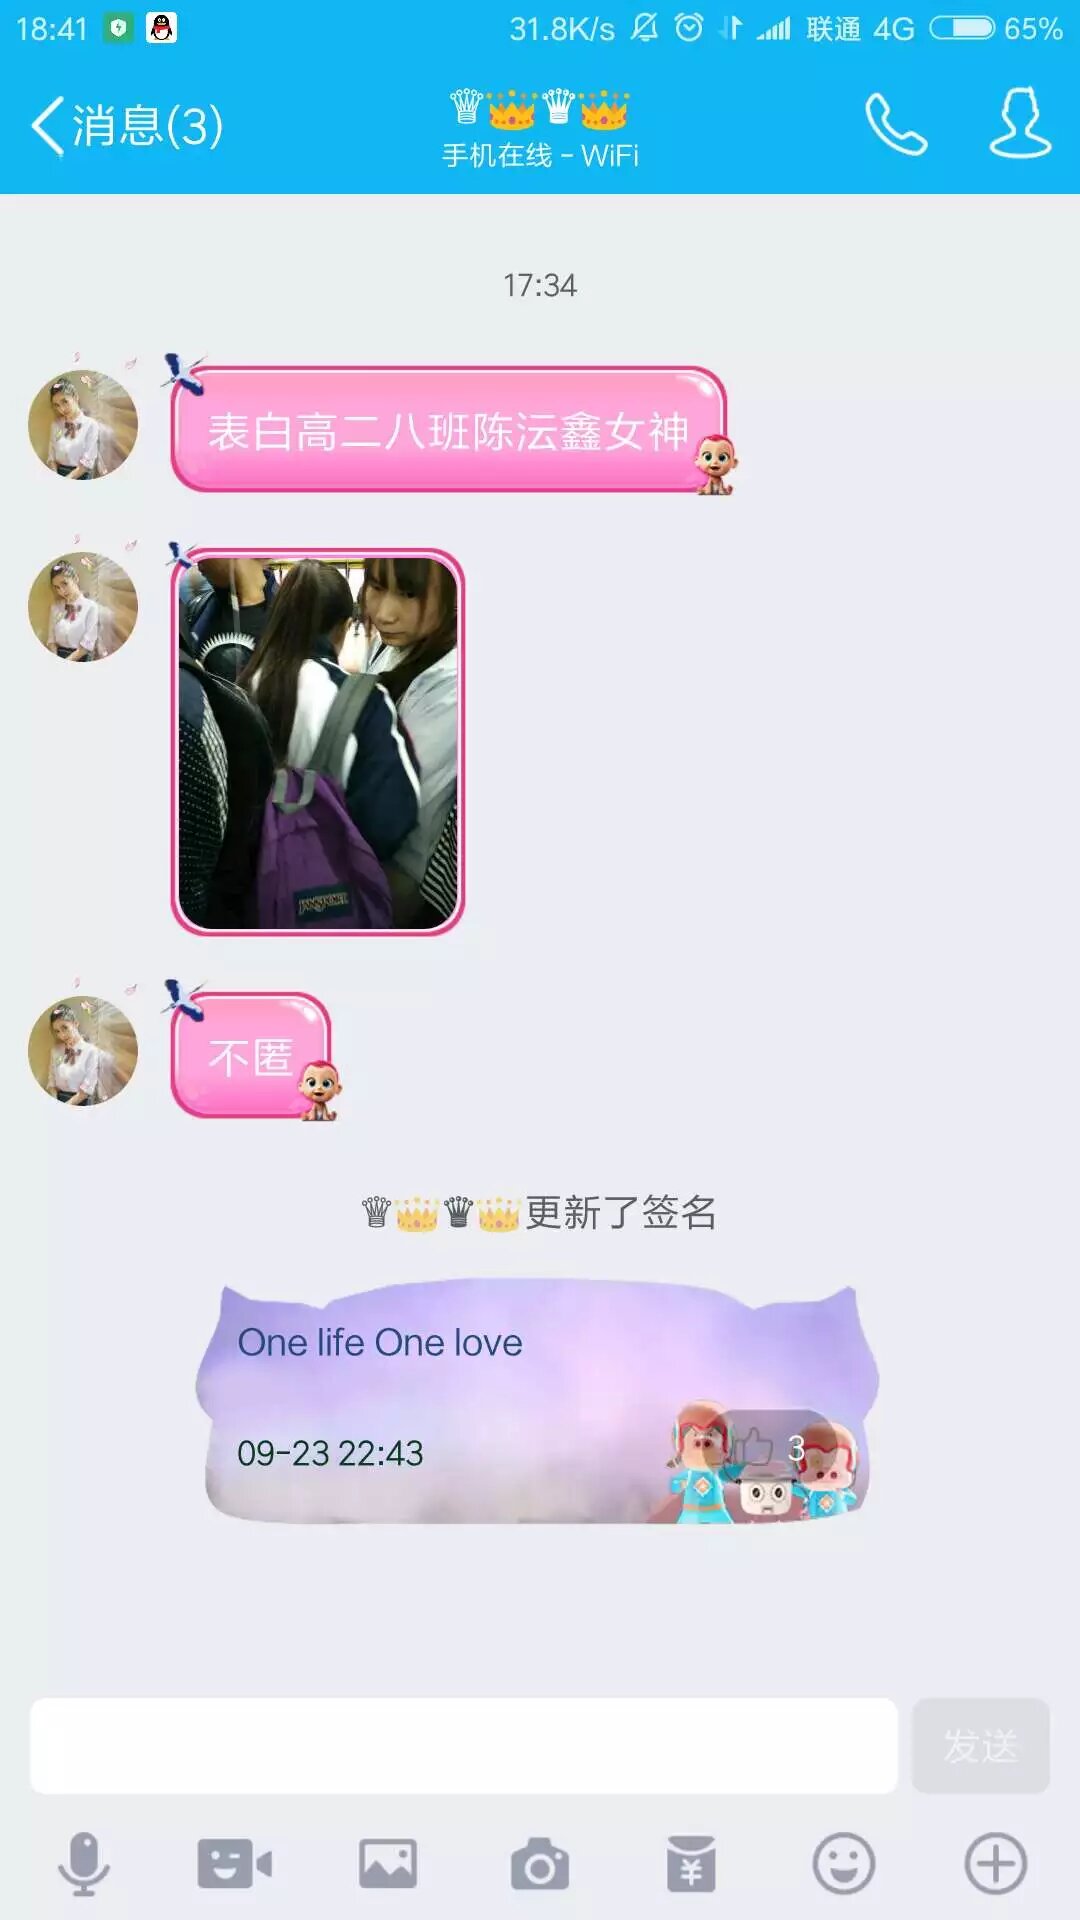 18:41 31.8K/s 联通 4G 65%
消息(3)
手机在线 - WiFi
17:34
表白高二八班陈沄鑫女神
JANSPORT
不匿
更新了签名
One life One love
09-23 22:43
3
发送